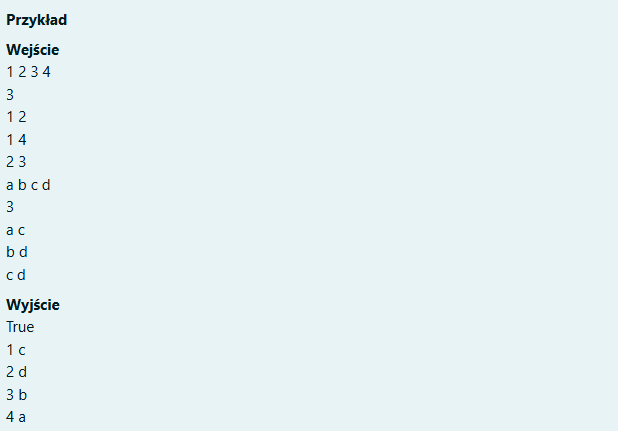 Przykład
Wejście
1 2 3 4
3
1 2
1 4
2 3
a b c d
3
a c
b d
c d
Wyjście
True
1 c
2 d
3 b
4 a